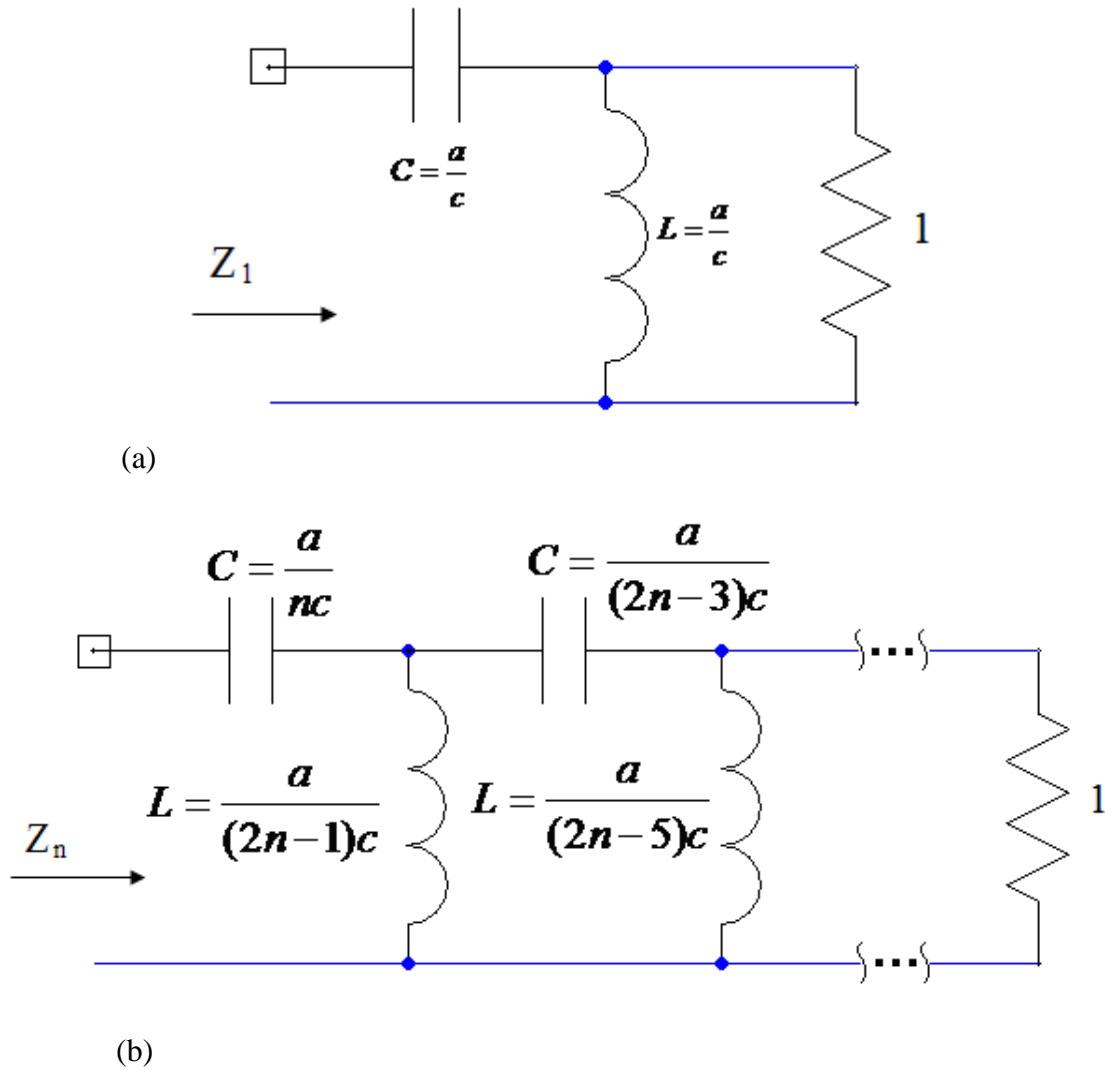 C = a/c
L = a/c
1
Z₁
(a)
C = a/nc
C = a/(2n−3)c
...
L = a/(2n−1)c
L = a/(2n−5)c
1
Zₙ
...
(b)